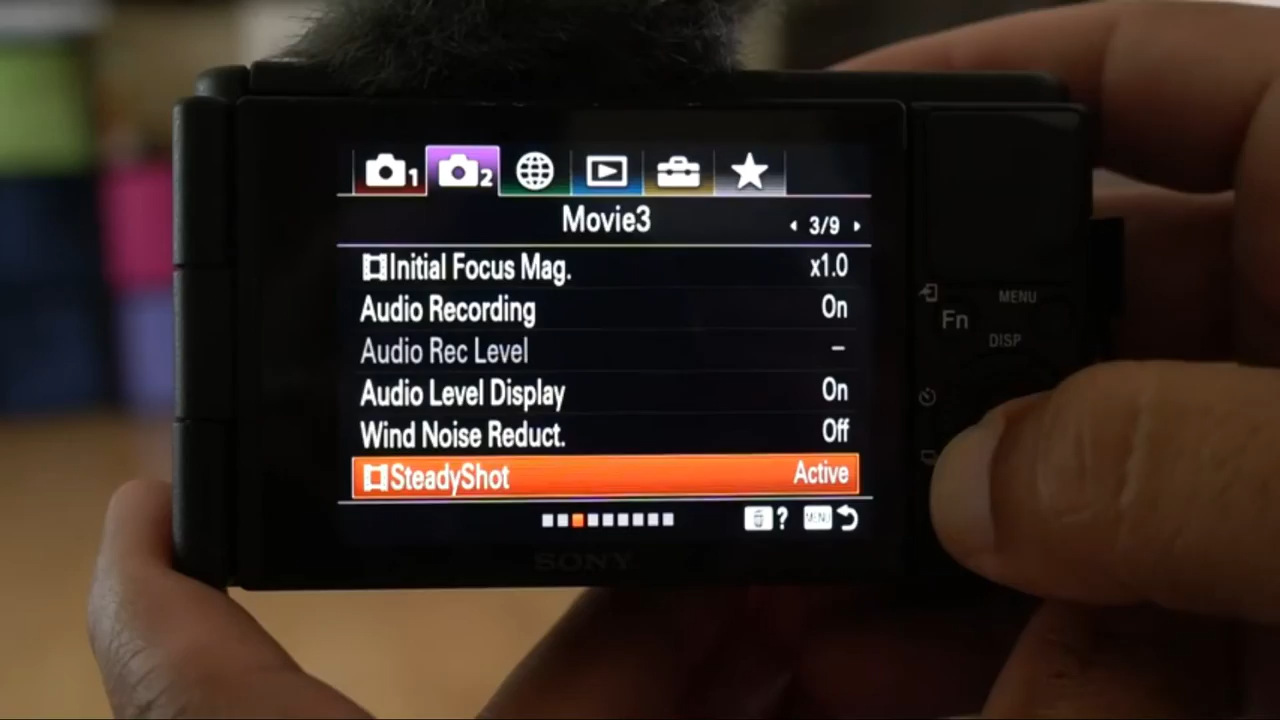 1 2
Movie3 3/9
Initial Focus Mag. x1.0
Audio Recording On
Audio Rec Level –
Audio Level Display On
Wind Noise Reduct. Off
SteadyShot Active
? MENU
SONY
MENU
Fn
DISP